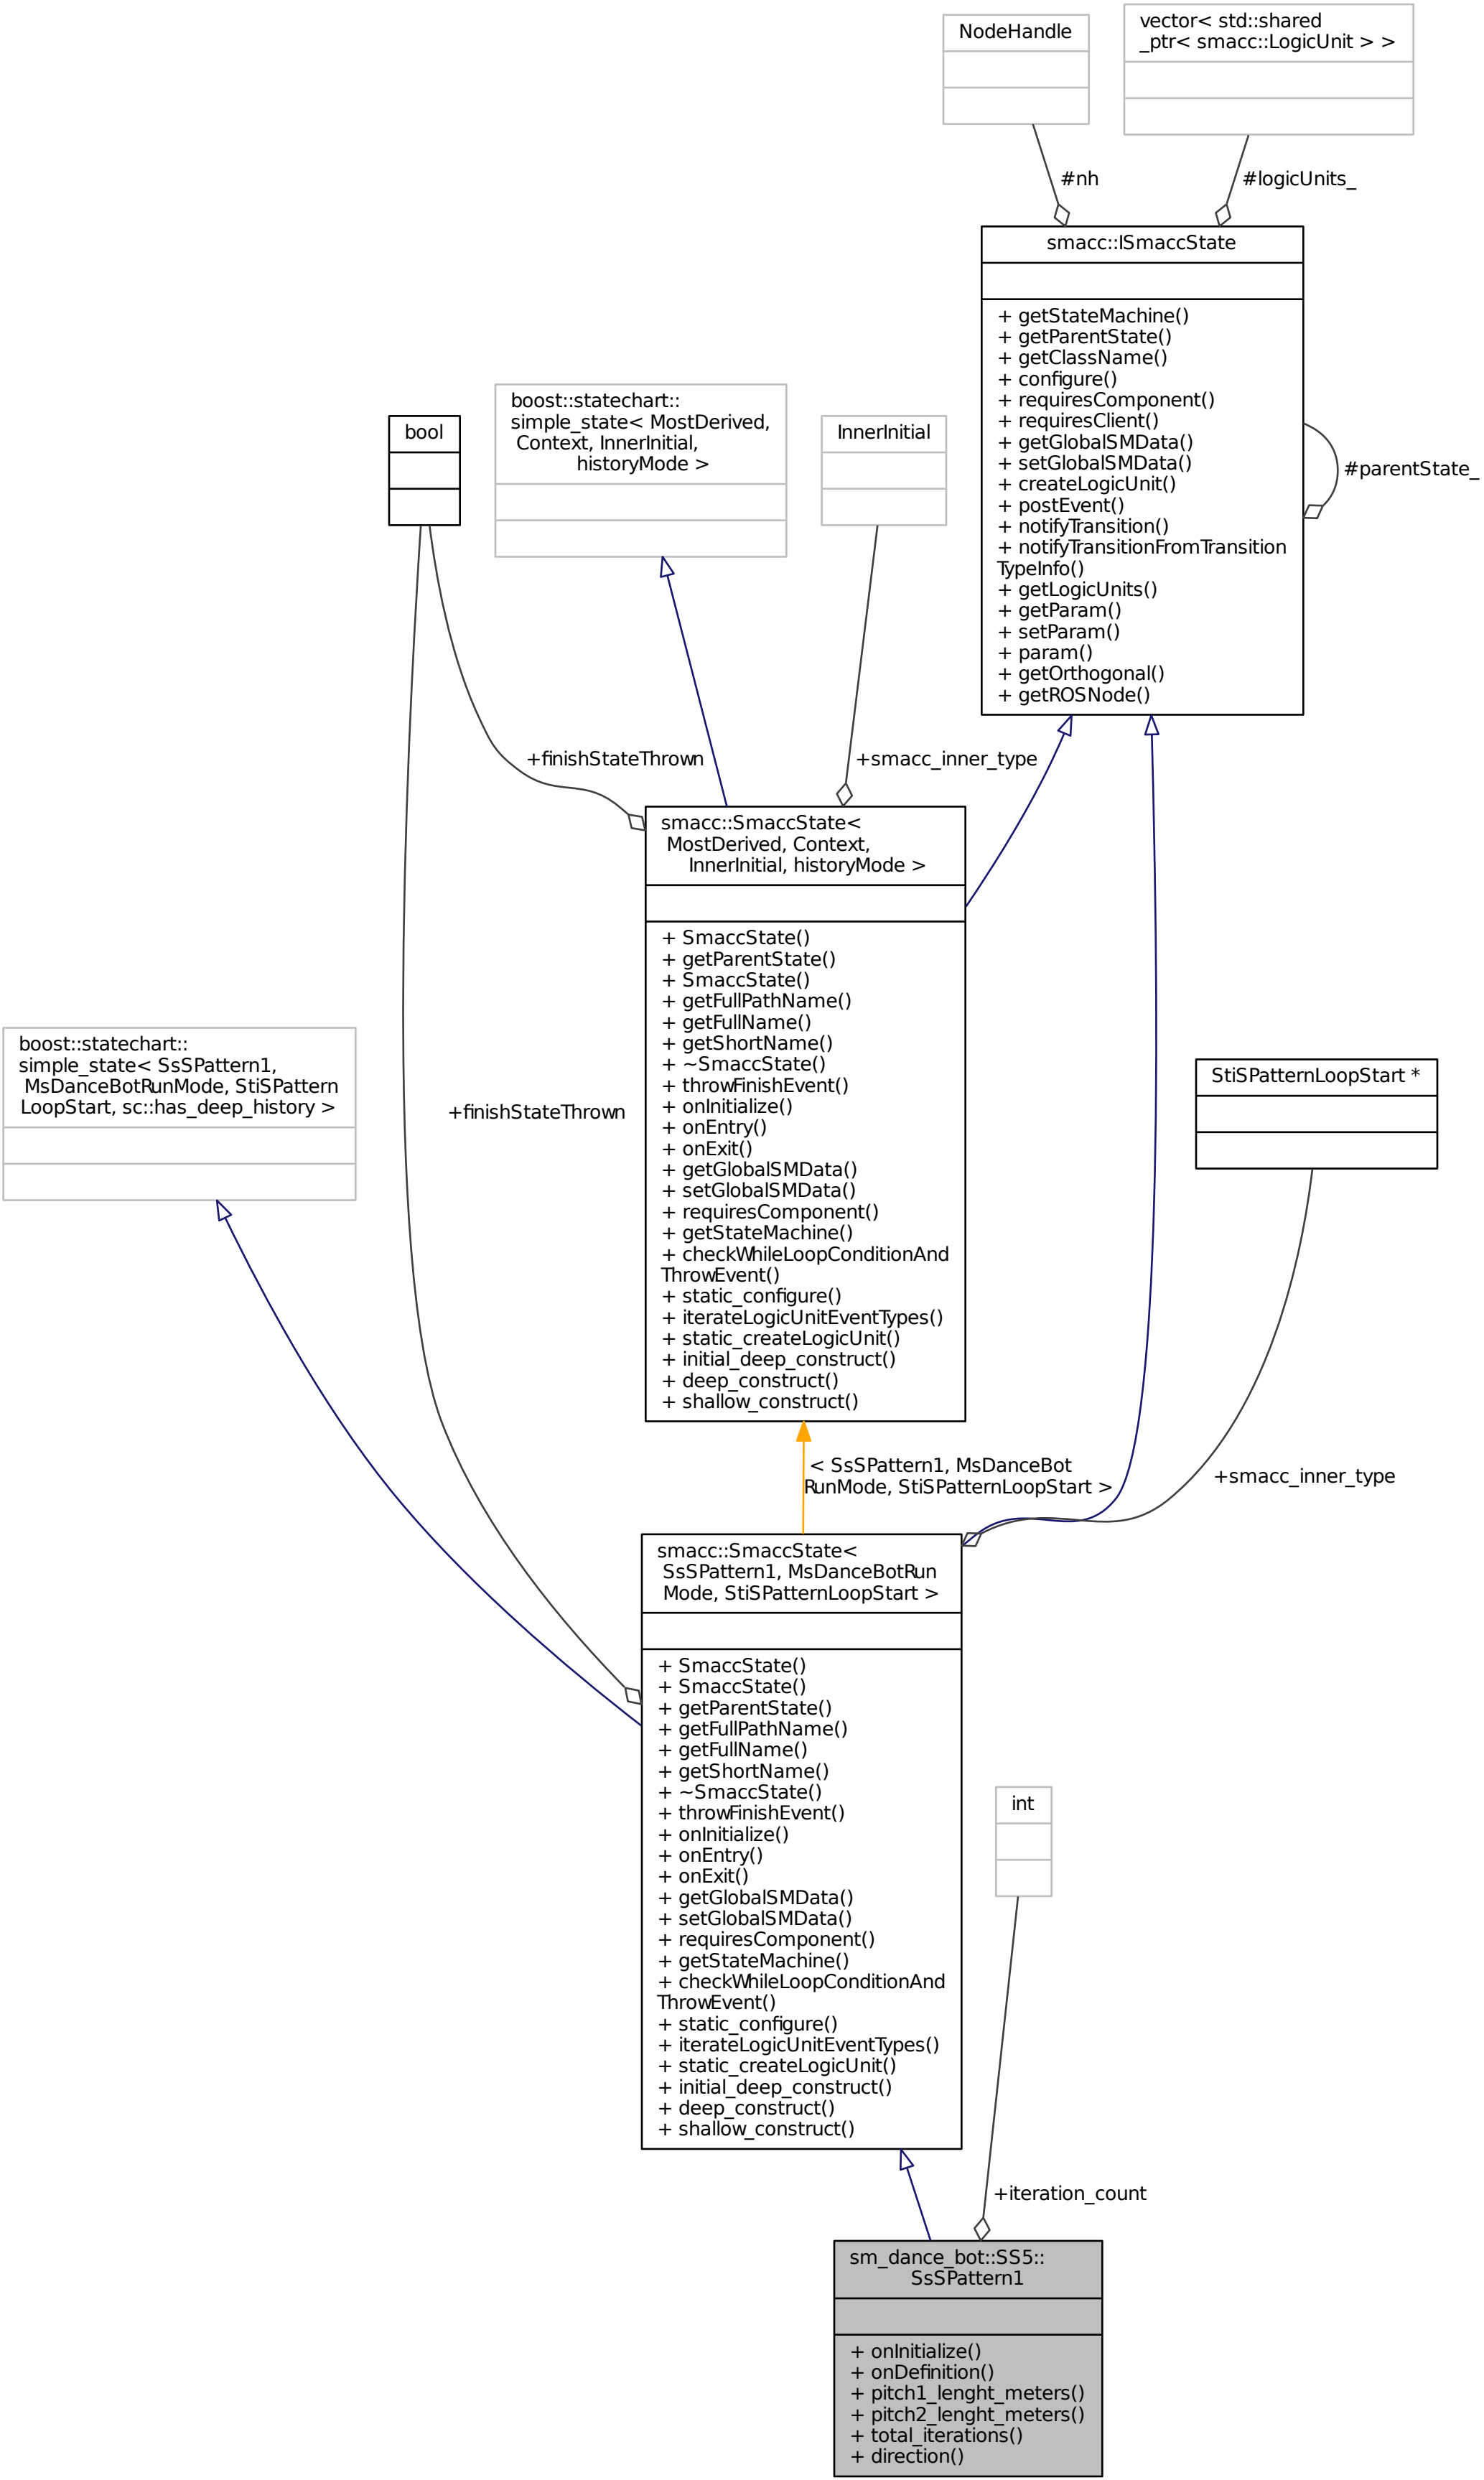 NodeHandle
vector< std::shared
_ptr< smacc::LogicUnit > >
#nh
#logicUnits_
smacc::ISmaccState
+ getStateMachine()
+ getParentState()
+ getClassName()
+ configure()
+ requiresComponent()
+ requiresClient()
+ getGlobalSMData()
+ setGlobalSMData()
+ createLogicUnit()
+ postEvent()
+ notifyTransition()
+ notifyTransitionFromTransition
TypeInfo()
+ getLogicUnits()
+ getParam()
+ setParam()
+ param()
+ getOrthogonal()
+ getROSNode()
#parentState_
bool
boost::statechart::
simple_state< MostDerived,
Context, InnerInitial,
historyMode >
InnerInitial
+finishStateThrown
+smacc_inner_type
smacc::SmaccState<
MostDerived, Context,
InnerInitial, historyMode >
+ SmaccState()
+ getParentState()
+ SmaccState()
+ getFullPathName()
+ getFullName()
+ getShortName()
+ ~SmaccState()
+ throwFinishEvent()
+ onInitialize()
+ onEntry()
+ onExit()
+ getGlobalSMData()
+ setGlobalSMData()
+ requiresComponent()
+ getStateMachine()
+ checkWhileLoopConditionAnd
ThrowEvent()
+ static_configure()
+ iterateLogicUnitEventTypes()
+ static_createLogicUnit()
+ initial_deep_construct()
+ deep_construct()
+ shallow_construct()
boost::statechart::
simple_state< SsSPattern1,
MsDanceBotRunMode, StiSPattern
LoopStart, sc::has_deep_history >
+finishStateThrown
StiSPatternLoopStart *
< SsSPattern1, MsDanceBot
RunMode, StiSPatternLoopStart >
+smacc_inner_type
smacc::SmaccState<
SsSPattern1, MsDanceBotRun
Mode, StiSPatternLoopStart >
+ SmaccState()
+ SmaccState()
+ getParentState()
+ getFullPathName()
+ getFullName()
+ getShortName()
+ ~SmaccState()
+ throwFinishEvent()
+ onInitialize()
+ onEntry()
+ onExit()
+ getGlobalSMData()
+ setGlobalSMData()
+ requiresComponent()
+ getStateMachine()
+ checkWhileLoopConditionAnd
ThrowEvent()
+ static_configure()
+ iterateLogicUnitEventTypes()
+ static_createLogicUnit()
+ initial_deep_construct()
+ deep_construct()
+ shallow_construct()
int
+iteration_count
sm_dance_bot::SS5::
SsSPattern1
+ onInitialize()
+ onDefinition()
+ pitch1_lenght_meters()
+ pitch2_lenght_meters()
+ total_iterations()
+ direction()